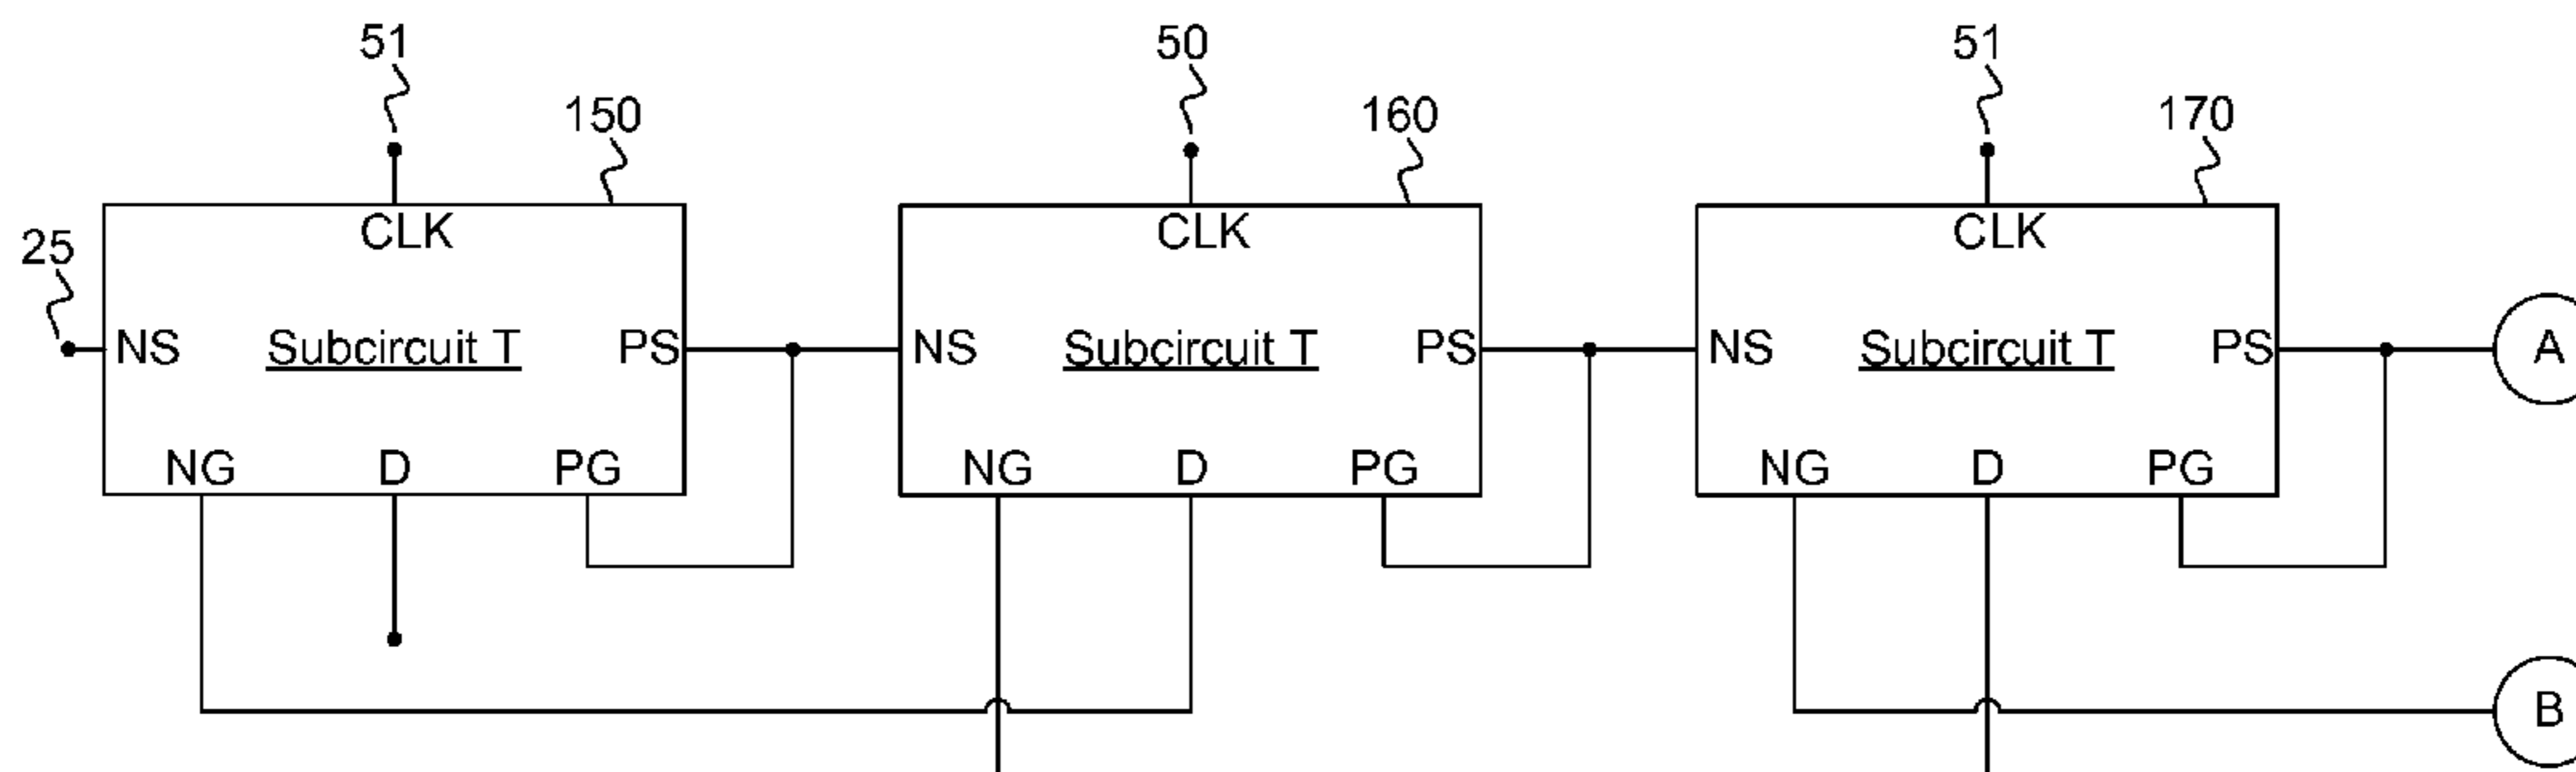 51 50 51
150 160 170
CLK CLK CLK
25
NS Subcircuit T PS NS Subcircuit T PS NS Subcircuit T PS A
NG D PG NG D PG NG D PG
B